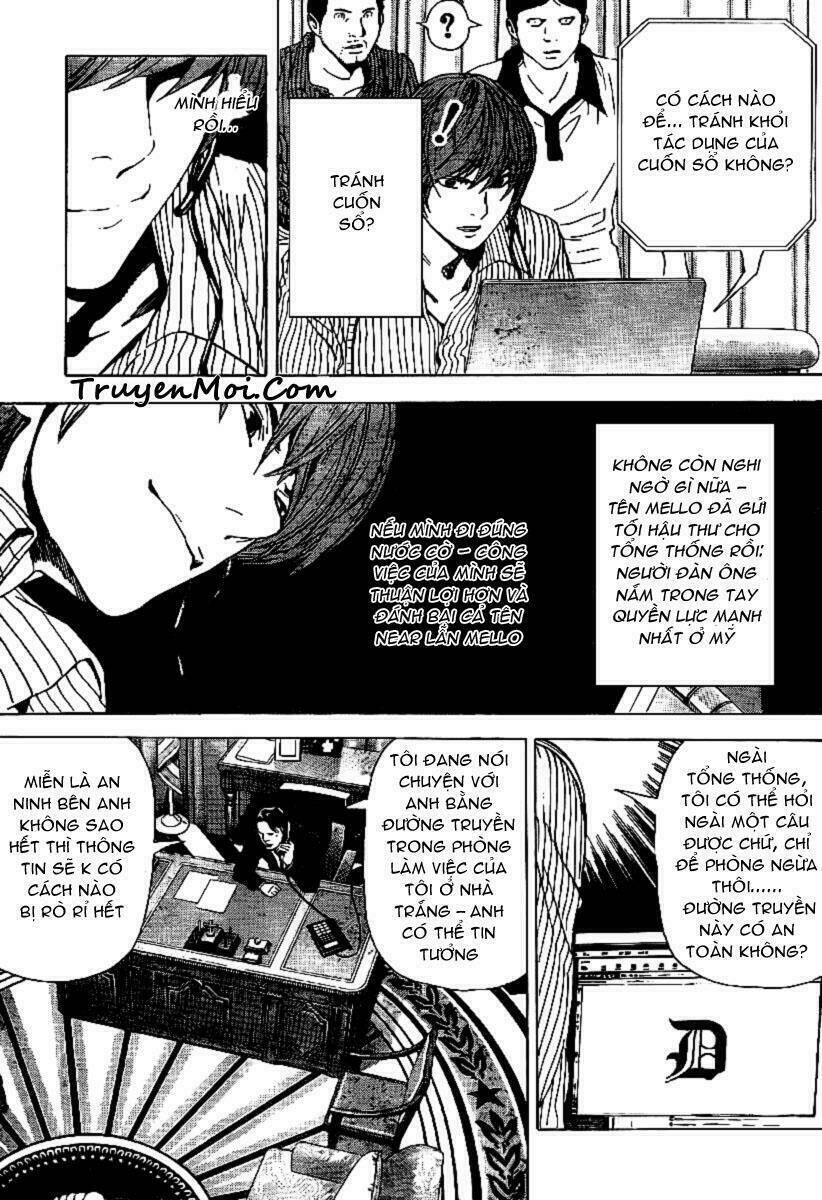 CÓ CÁCH NÀO
ĐỂ... TRÁNH KHỎI
TÁC DỤNG CỦA
CUỐN SỔ KHÔNG?
?
!
TRÁNH
CUỐN
SỔ?
MÌNH HIỂU
RỒI...
TruyenMoi.Com
KHÔNG CÒN NGHI
NGỜ GÌ NỮA –
TÊN MELLO ĐÃ GỬI
TỐI HẬU THƯ CHO
TỔNG THỐNG RỒI:
NGƯỜI ĐÀN ÔNG
NẮM TRONG TAY
QUYỀN LỰC MẠNH
NHẤT Ở MỸ
NẾU MÌNH ĐI ĐÚNG
NƯỚC CỜ – CÔNG
VIỆC CỦA MÌNH SẼ
THUẬN LỢI HƠN VÀ
ĐÁNH BẠI CẢ TÊN
NEAR LẪN MELLO
NGÀI
TỔNG THỐNG,
TÔI CÓ THỂ HỎI
NGÀI MỘT CÂU
ĐƯỢC CHỨ, CHỈ
ĐỂ PHÒNG NGỪA
THÔI......
ĐƯỜNG TRUYỀN
NÀY CÓ AN
TOÀN KHÔNG?
TÔI ĐANG NÓI
CHUYỆN VỚI
ANH BẰNG
ĐƯỜNG TRUYỀN
TRONG PHÒNG
LÀM VIỆC CỦA
TÔI Ở NHÀ
TRẮNG – ANH
CÓ THỂ TIN
TƯỞNG
MIỄN LÀ AN
NINH BÊN ANH
KHÔNG SAO
HẾT THÌ THÔNG
TIN SẼ K CÓ
CÁCH NÀO
BỊ RÒ RỈ HẾT